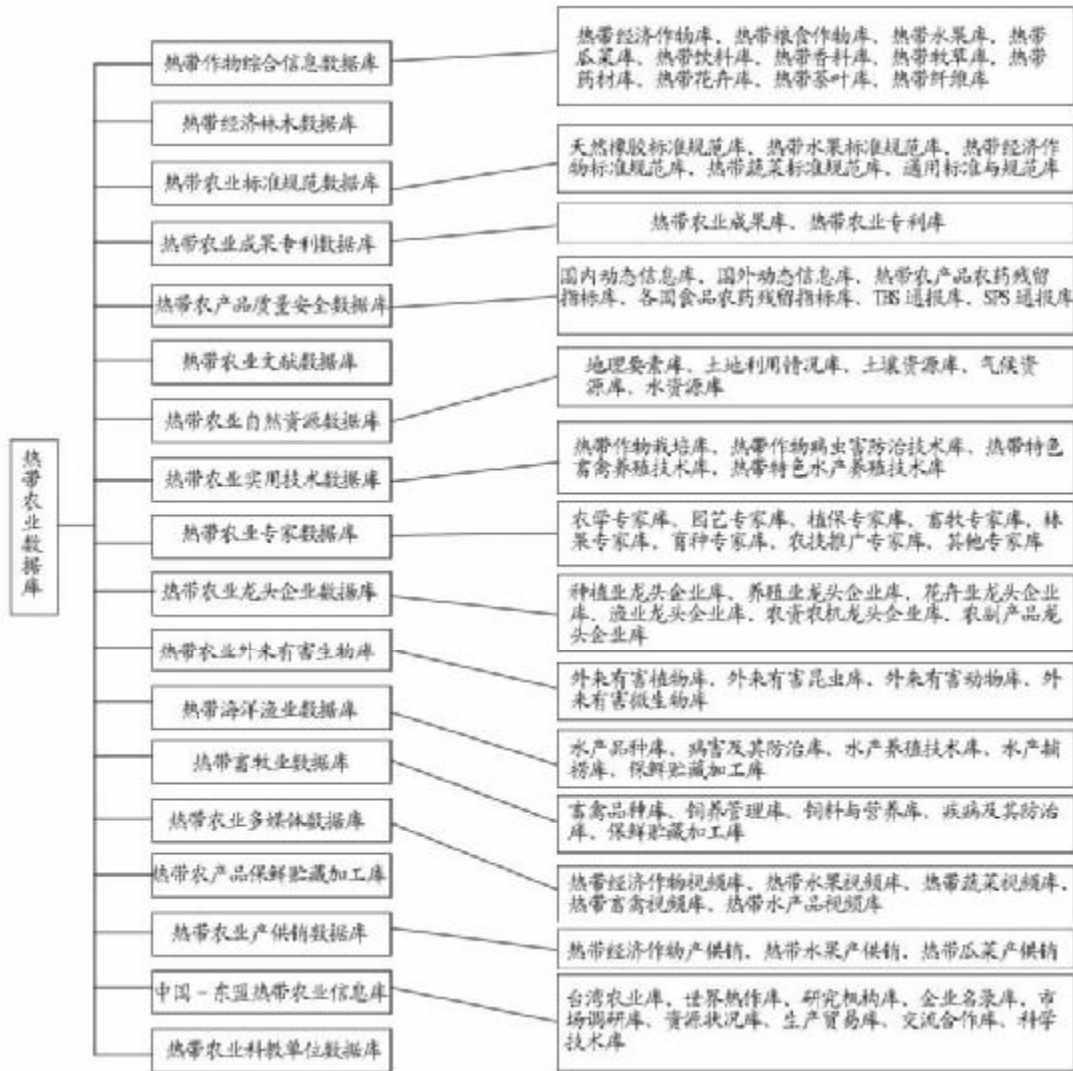 热带农业数据库
热带作物综合信息数据库
热带经济作物库、热带粮食作物库、热带水果库、热带
瓜菜库、热带饮料库、热带香料库、热带牧草库、热带
药材库、热带花卉库、热带茶叶库、热带纤维库
热带经济林木数据库
热带农业标准规范数据库
天然橡胶标准规范库、热带水果标准规范库、热带经济作
物标准规范库、热带蔬菜标准规范库、通用标准与规范库
热带农业成果专利数据库
热带农业成果库、热带农业专利库
热带农产品质量安全数据库
国内动态信息库、国外动态信息库、热带农产品农药残留
指标库、各国食品农药残留指标库、TBS 通报库、SPS 通报库
热带农业文献数据库
热带农业自然资源数据库
地理要素库、土地利用情况库、土壤资源库、气候资
源库、水资源库
热带农业实用技术数据库
热带作物栽培库、热带作物病虫害防治技术库、热带特色
畜禽养殖技术库、热带特色水产养殖技术库
热带农业专家数据库
农学专家库、园艺专家库、植保专家库、畜牧专家库、林
果专家库、育种专家库、农技推广专家库、其他专家库
热带农业龙头企业数据库
种植业龙头企业库、养殖业龙头企业库、花卉业龙头企业
库、渔业龙头企业库、农资农机龙头企业库、农副产品龙
头企业库
热带农业外来有害生物库
外来有害植物库、外来有害昆虫库、外来有害动物库、外
来有害微生物库
热带海洋渔业数据库
水产品种库、病害及其防治库、水产养殖技术库、水产捕
捞库、保鲜贮藏加工库
热带畜牧业数据库
畜禽品种库、饲养管理库、饲料与营养库、疾病及其防治
库、保鲜贮藏加工库
热带农业多媒体数据库
热带经济作物视频库、热带水果视频库、热带蔬菜视频库、
热带畜禽视频库、热带水产品视频库
热带农产品保鲜贮藏加工库
热带农业产供销数据库
热带经济作物产供销、热带水果产供销、热带瓜菜产供销
中国－东盟热带农业信息库
台湾农业库、世界热作库、研究机构库、企业名录库、市
场调研库、资源状况库、生产贸易库、交流合作库、科学
技术库
热带农业科教单位数据库